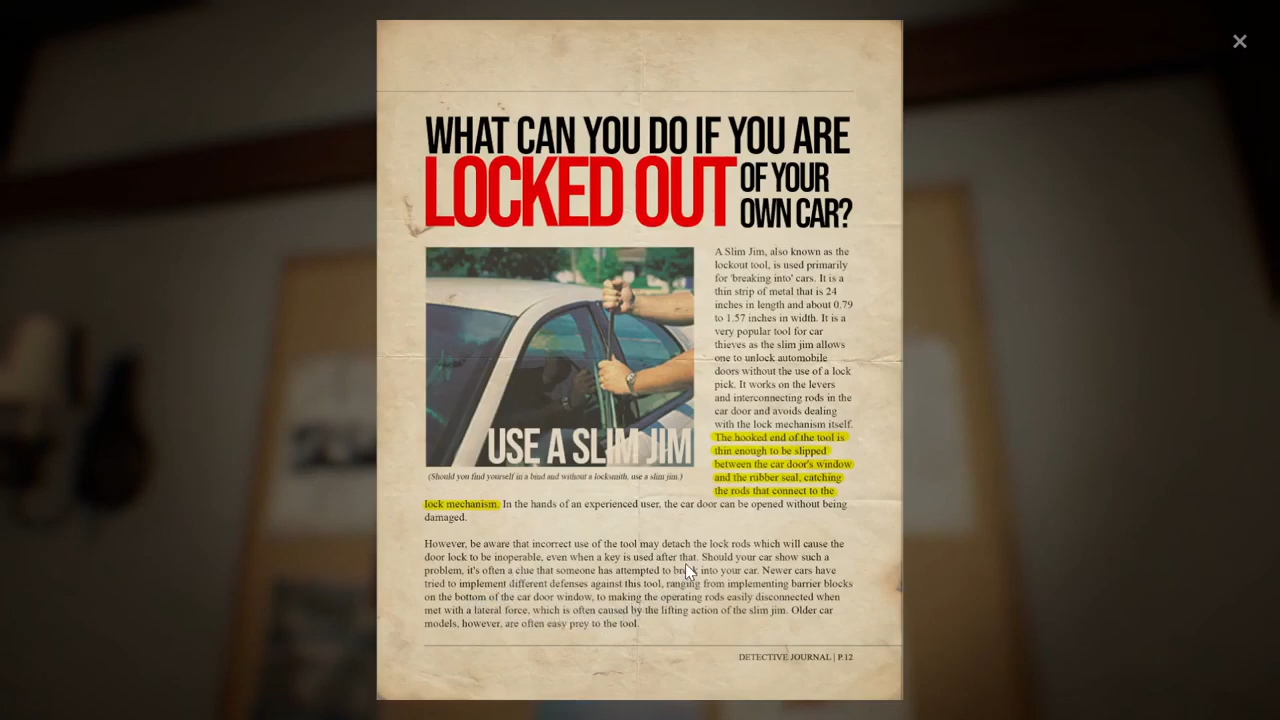 WHAT CAN YOU DO IF YOU ARE
LOCKED OUT OF YOUR
OWN CAR?
A Slim Jim, also known as the
lockout tool, is used primarily
for 'breaking into' cars. It is a
thin strip of metal that is 24
inches in length and about 0.79
to 1.57 inches in width. It is a
very popular tool for car
thieves as the slim jim allows
one to unlock automobile
doors without the use of a lock
pick. It works on the levers
and interconnecting rods in the
car door and avoids dealing
with the lock mechanism itself.
The hooked end of the tool is
thin enough to be slipped
between the car door's window
and the rubber seal, catching
the rods that connect to the
USE A SLIM JIM
(Should you find yourself in a bind and without a locksmith, use a slim jim.)
lock mechanism. In the hands of an experienced user, the car door can be opened without being
damaged.
However, be aware that incorrect use of the tool may detach the lock rods which will cause the
door lock to be inoperable, even when a key is used after that. Should your car show such a
problem, it's often a clue that someone has attempted to break into your car. Newer cars have
tried to implement different defenses against this tool, ranging from implementing barrier blocks
on the bottom of the car door window, to making the operating rods easily disconnected when
met with a lateral force, which is often caused by the lifting action of the slim jim. Older car
models, however, are often easy prey to the tool.
DETECTIVE JOURNAL | P.12